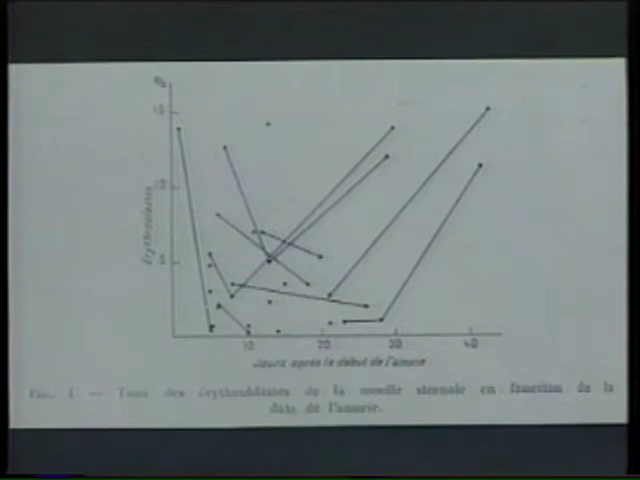 %
15
10
5
Erythroblastes
10 20 30 40
Jours après le début de l'anurie
FIG. 1 — Taux des érythroblastes de la moelle sternale en fonction de la
date de l'anurie.